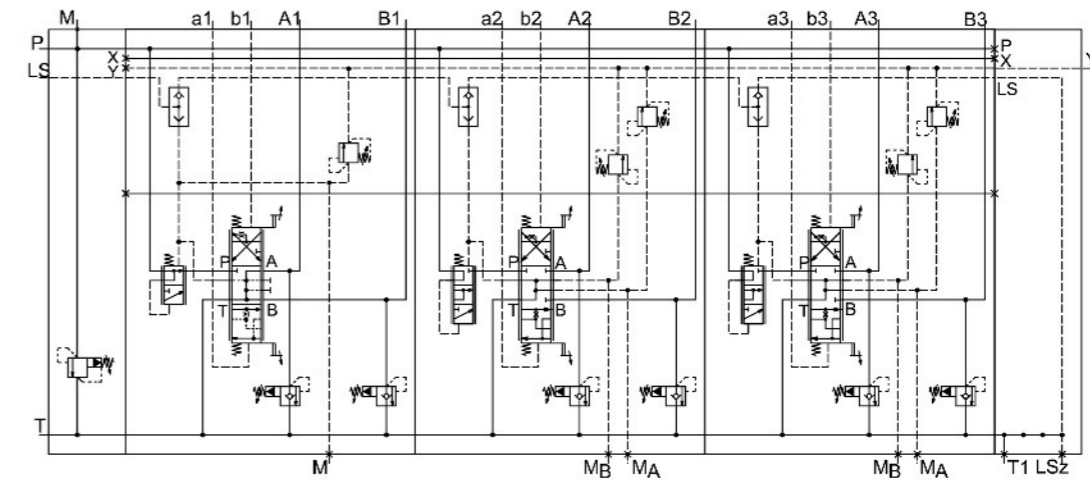 M a1 b1 A1 B1 a2 b2 A2 B2 a3 b3 A3 B3
P P
X X
LS Y Y
LS
P A P A P A
T B T B T B
T
M MB MA MB MA T1 LSz